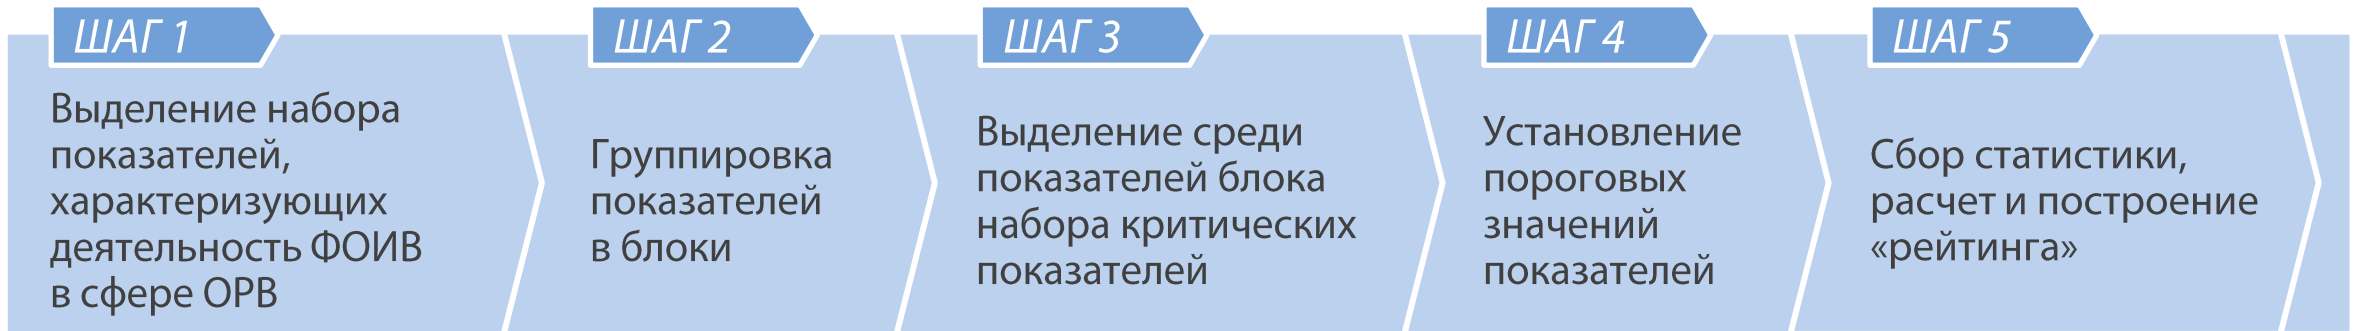 ШАГ 1
Выделение набора
показателей,
характеризующих
деятельность ФОИВ
в сфере ОРВ
ШАГ 2
Группировка
показателей
в блоки
ШАГ 3
Выделение среди
показателей блока
набора критических
показателей
ШАГ 4
Установление
пороговых
значений
показателей
ШАГ 5
Сбор статистики,
расчет и построение
«рейтинга»